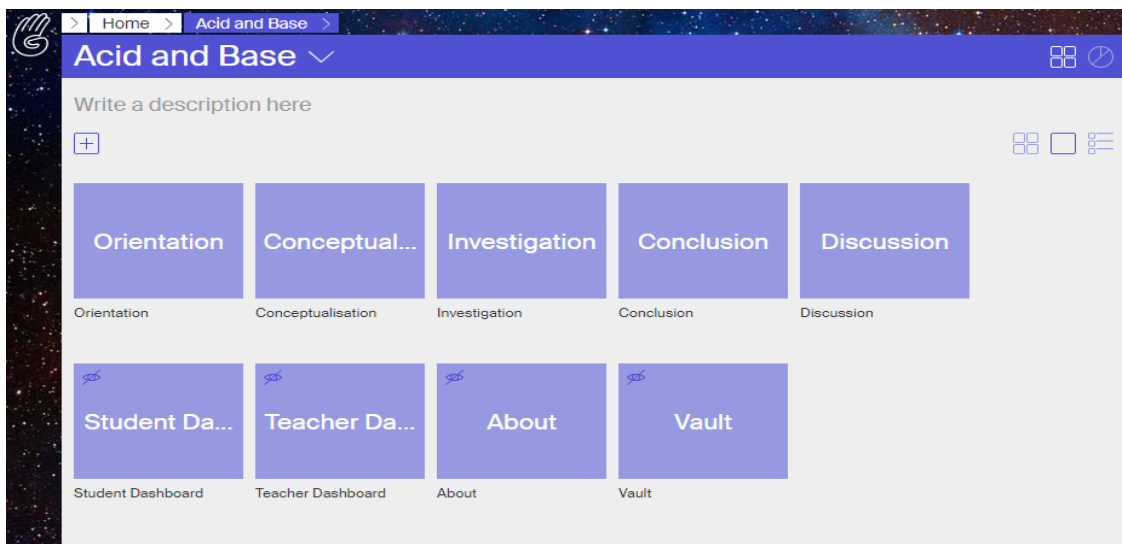 Home Acid and Base
Acid and Base
Write a description here
Orientation Conceptual... Investigation Conclusion Discussion
Orientation Conceptualisation Investigation Conclusion Discussion
Student Da... Teacher Da... About Vault
Student Dashboard Teacher Dashboard About Vault